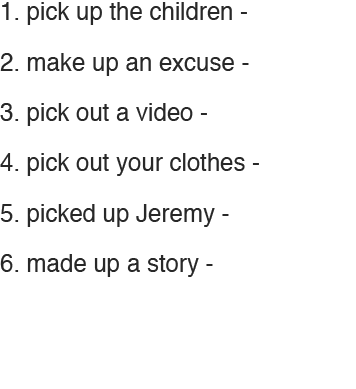 1. pick up the children -
2. make up an excuse -
3. pick out a video -
4. pick out your clothes -
5. picked up Jeremy -
6. made up a story -